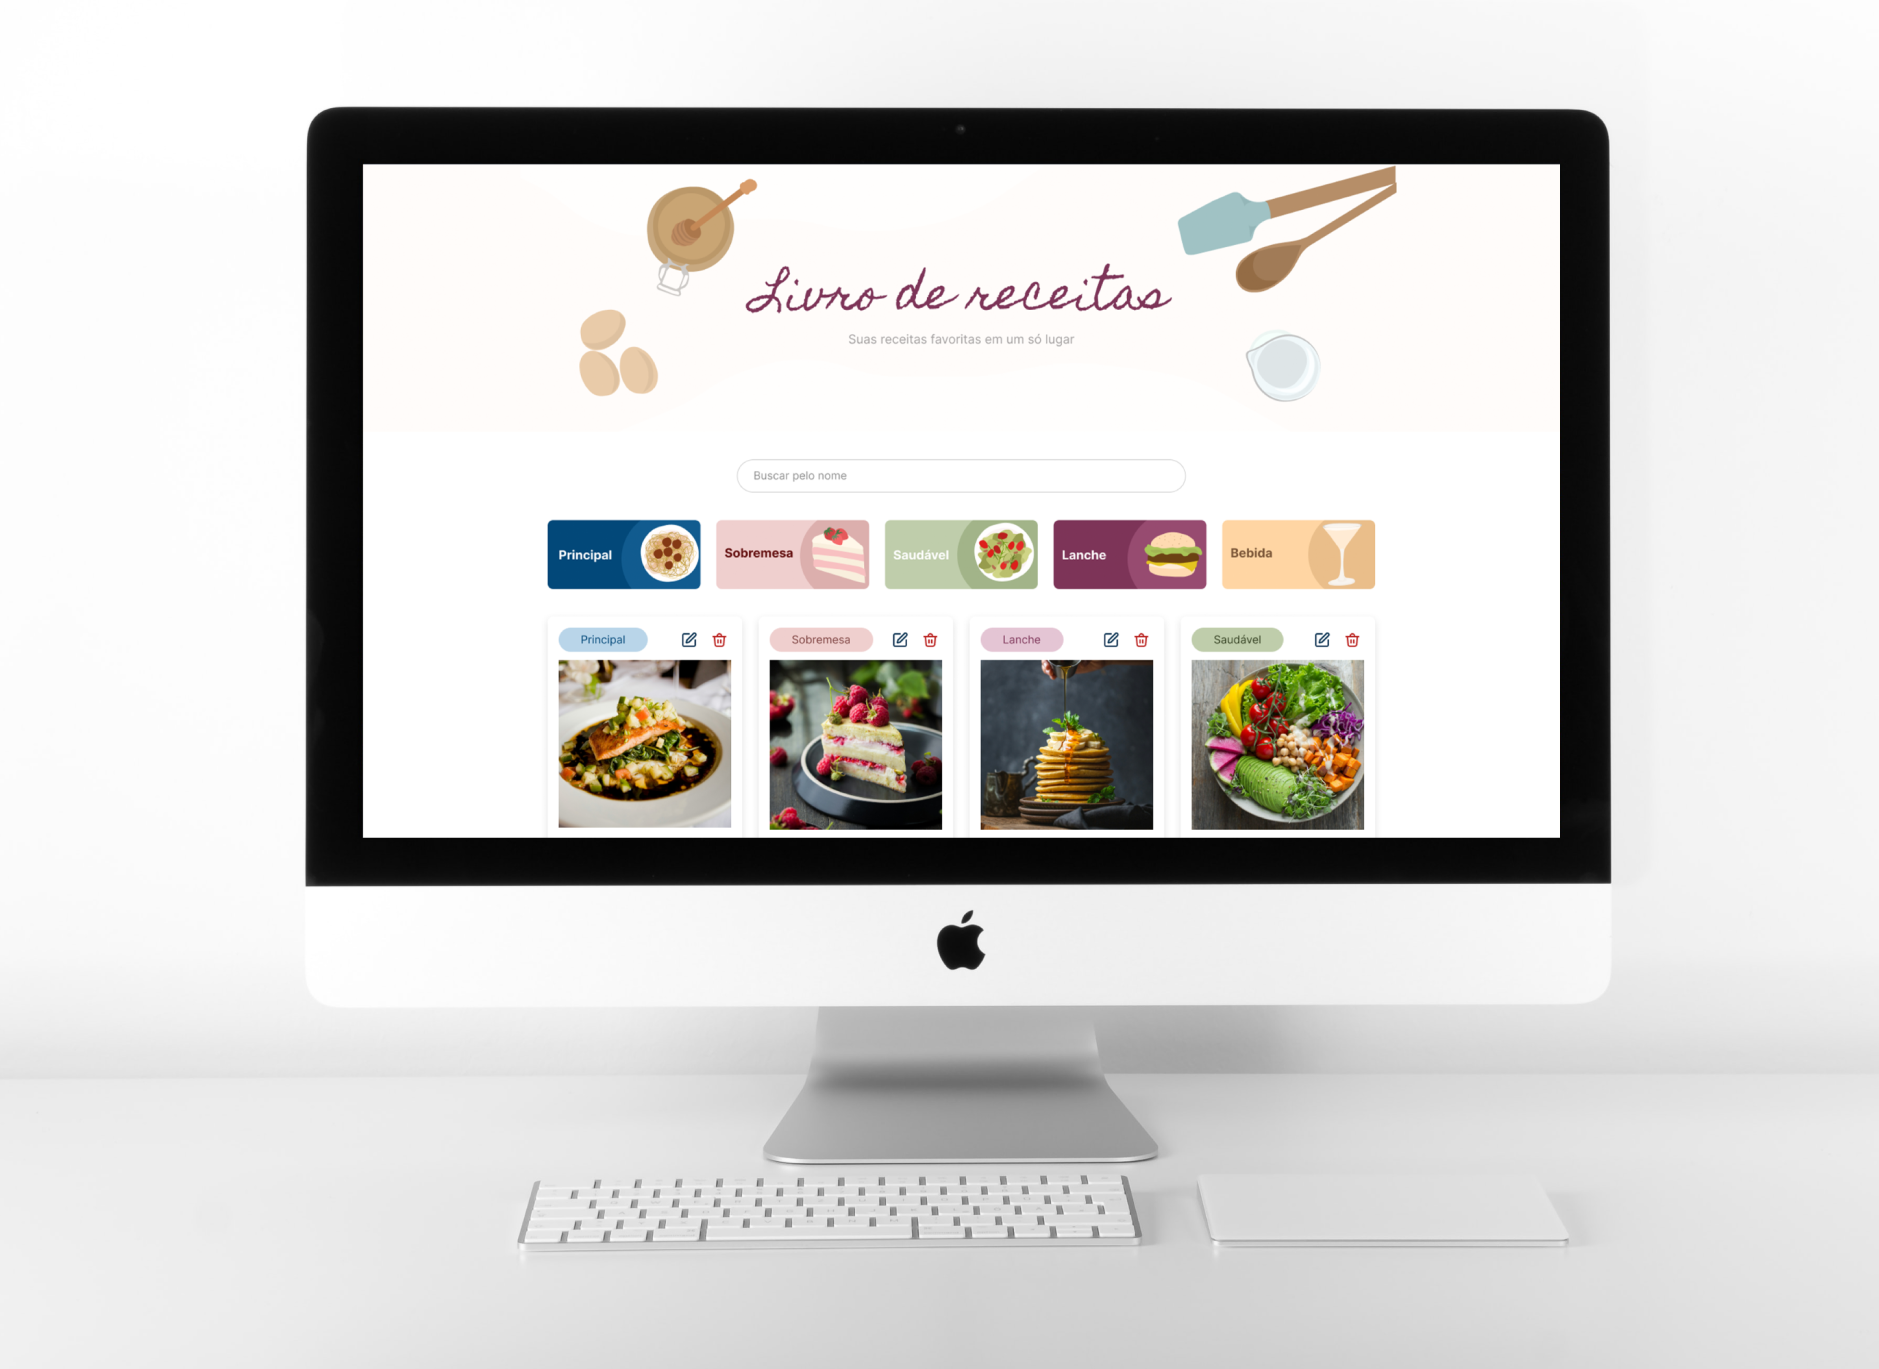 Livro de receitas
Suas receitas favoritas em um só lugar
Buscar pelo nome
Principal
Sobremesa
Saudável
Lanche
Bebida
Principal
Sobremesa
Lanche
Saudável